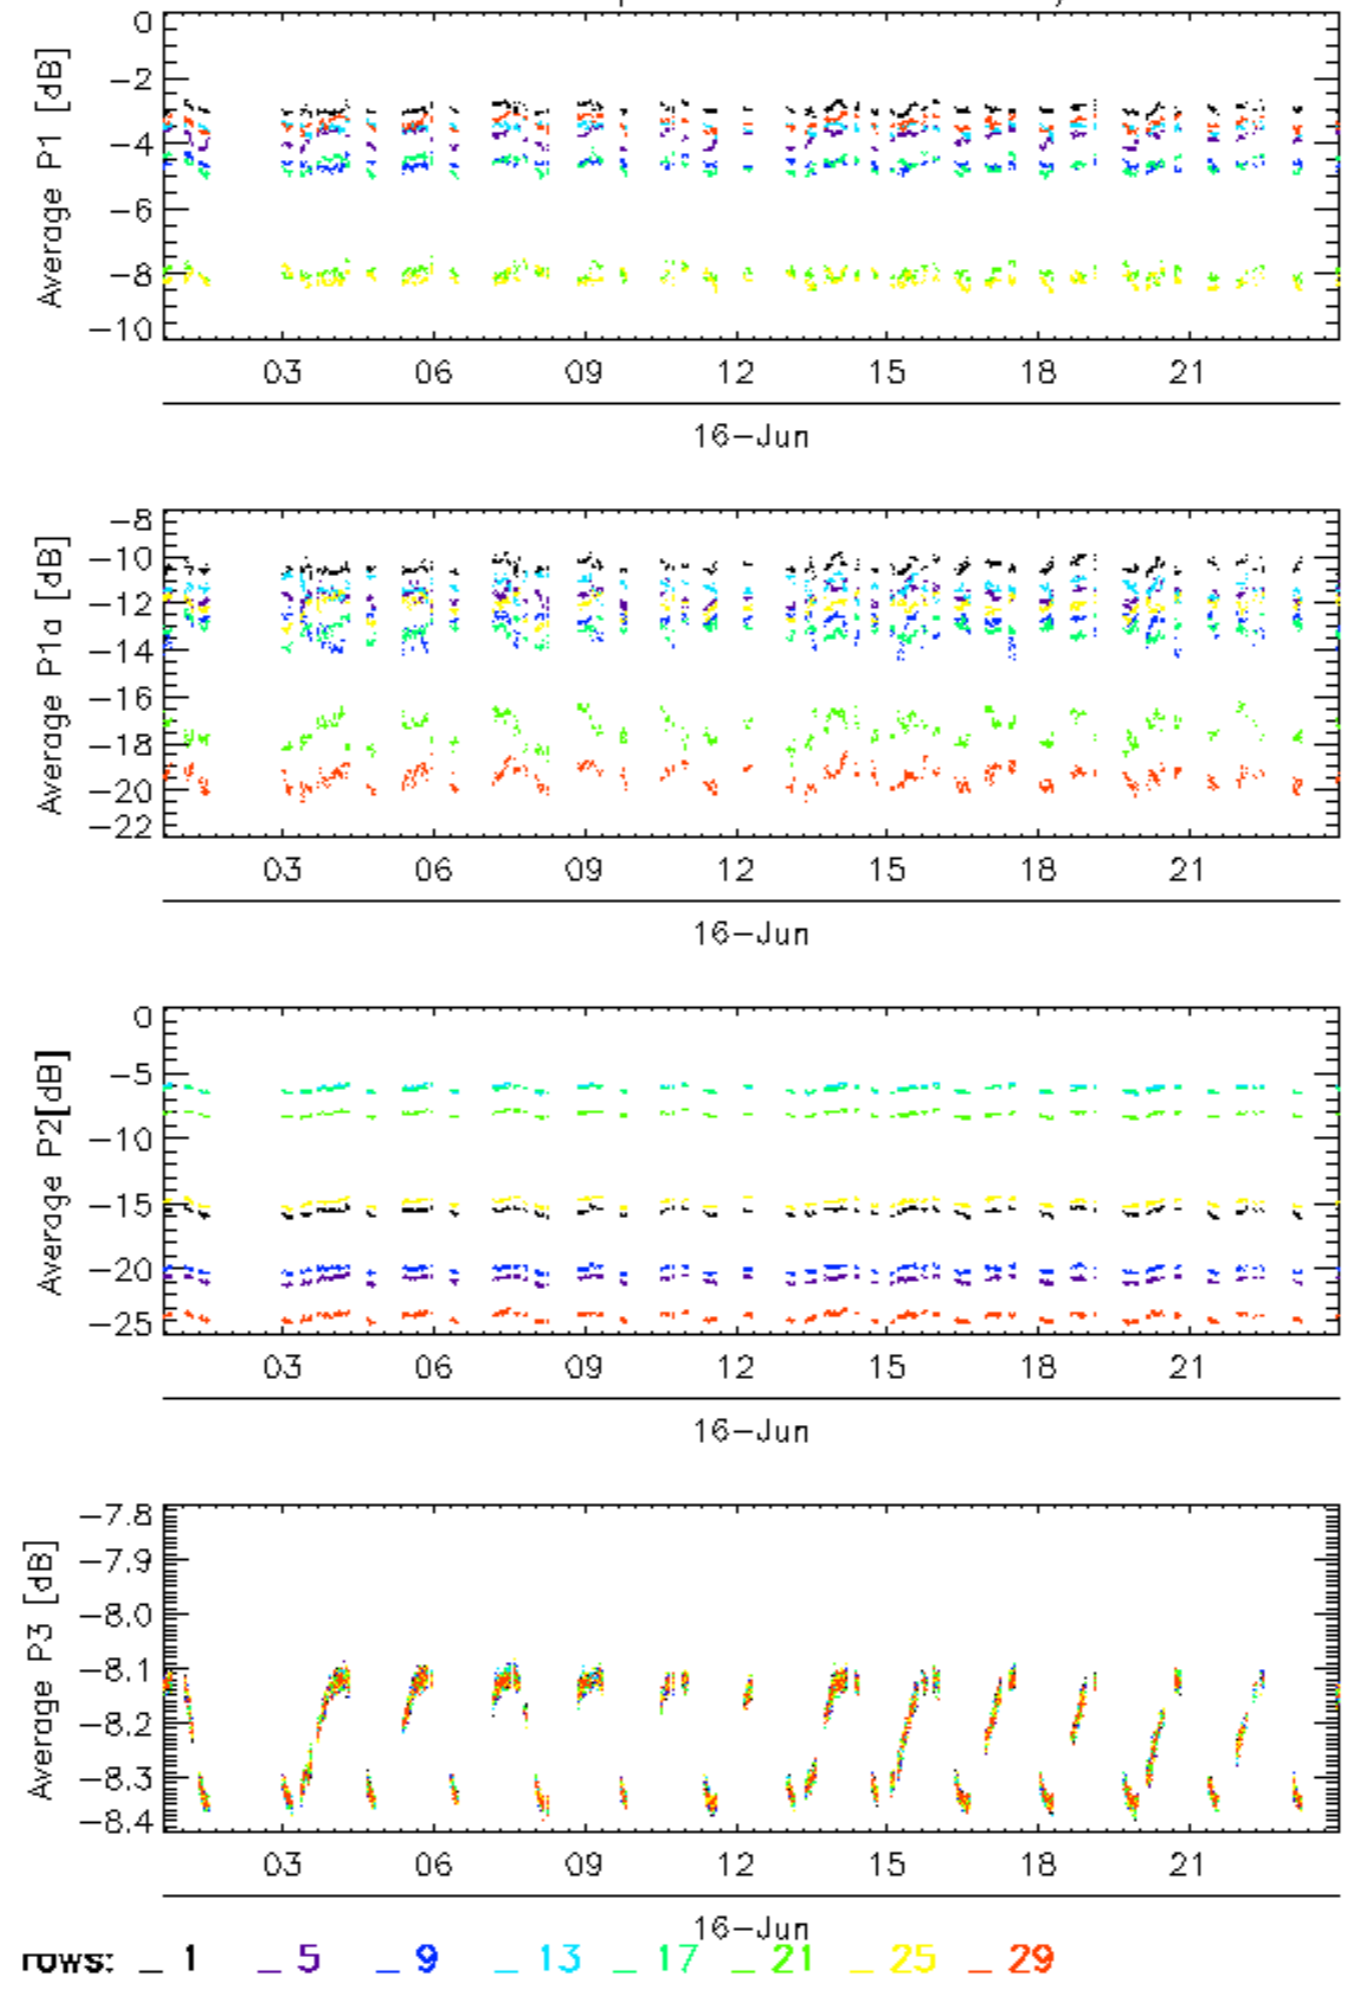 0
−2
−4
−6
−8
−10
Average P1 [dB]
03 06 09 12 15 18 21
16−Jun
−8
−10
−12
−14
−16
−18
−20
−22
Average P1a [dB]
03 06 09 12 15 18 21
16−Jun
0
−5
−10
−15
−20
−25
Average P2[dB]
03 06 09 12 15 18 21
16−Jun
−7.8
−7.9
−8.0
−8.1
−8.2
−8.3
−8.4
Average P3 [dB]
03 06 09 12 15 18 21
16−Jun
rows: _ 1 _ 5 _ 9 _ 13 _ 17 _ 21 _ 25 _ 29